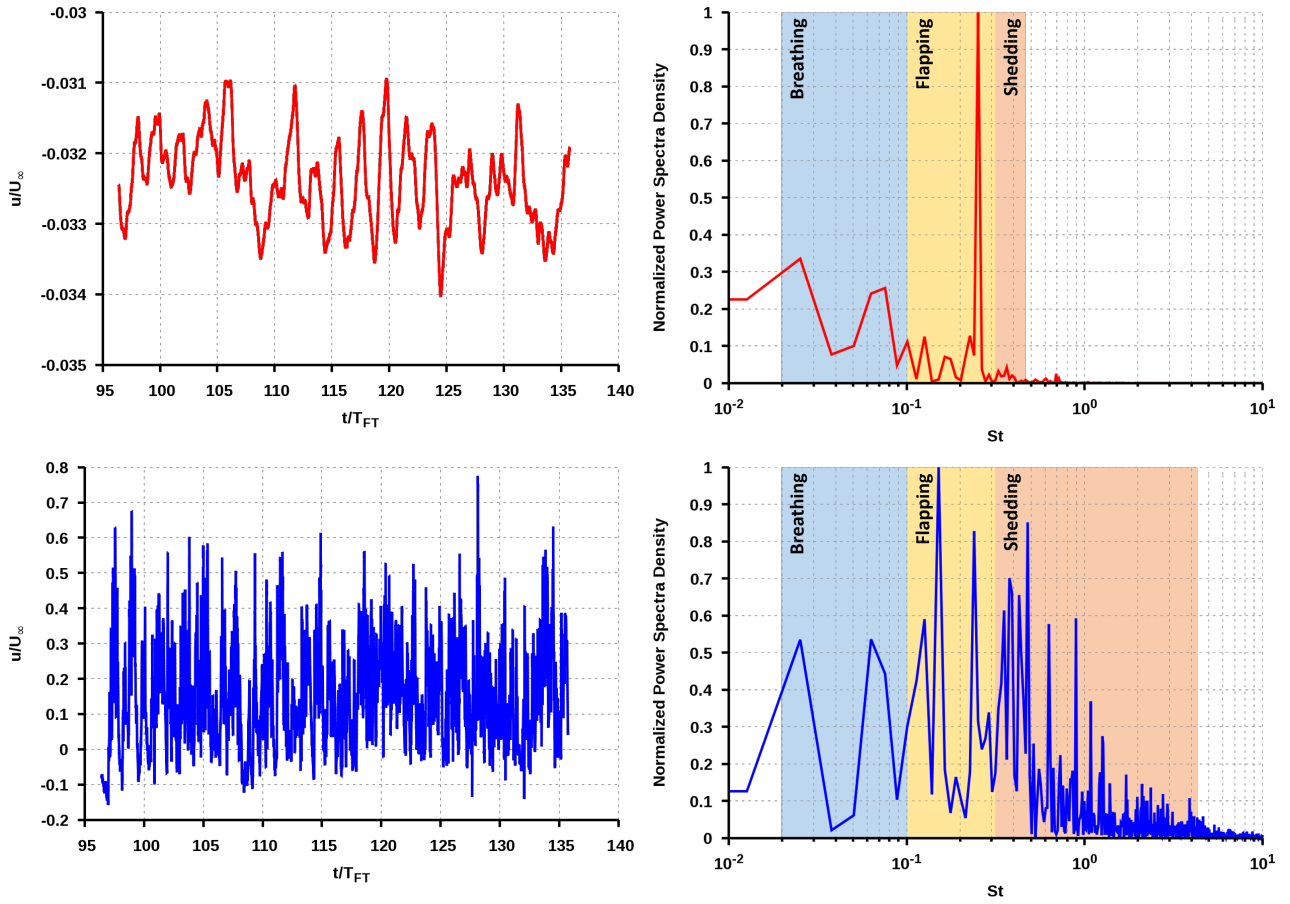 -0.03
-0.031
-0.032
-0.033
-0.034
-0.035
95 100 105 110 115 120 125 130 135 140
u/U∞
t/TFT
1
0.9
0.8
0.7
0.6
0.5
0.4
0.3
0.2
0.1
0
10-2 10-1 100 101
Normalized Power Spectra Density
St
Breathing
Flapping
Shedding
0.8
0.7
0.6
0.5
0.4
0.3
0.2
0.1
0
-0.1
-0.2
95 100 105 110 115 120 125 130 135 140
u/U∞
t/TFT
1
0.9
0.8
0.7
0.6
0.5
0.4
0.3
0.2
0.1
0
10-2 10-1 100 101
Normalized Power Spectra Density
St
Breathing
Flapping
Shedding